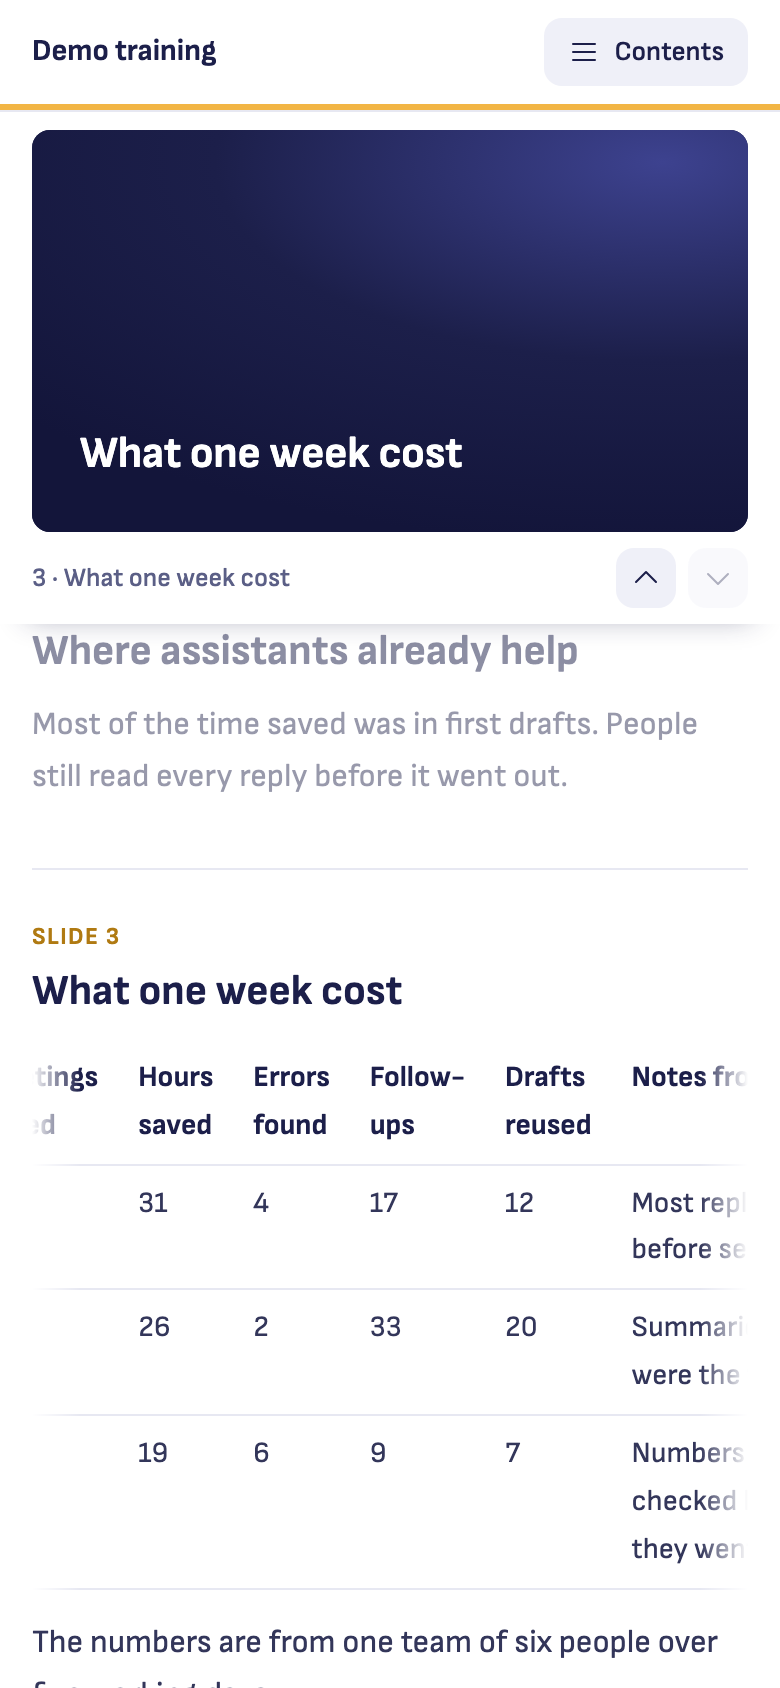 Demo training
Contents
What one week cost
3 · What one week cost
Where assistants already help
Most of the time saved was in first drafts. People
still read every reply before it went out.
SLIDE 3
What one week cost
Hours saved
Errors found
Follow-ups
Drafts reused
Notes
31 4 17 12 Most
before
26 2 33 20
were the
19 6 9 7 Numbers
checked
they
The numbers are from one team of six people over